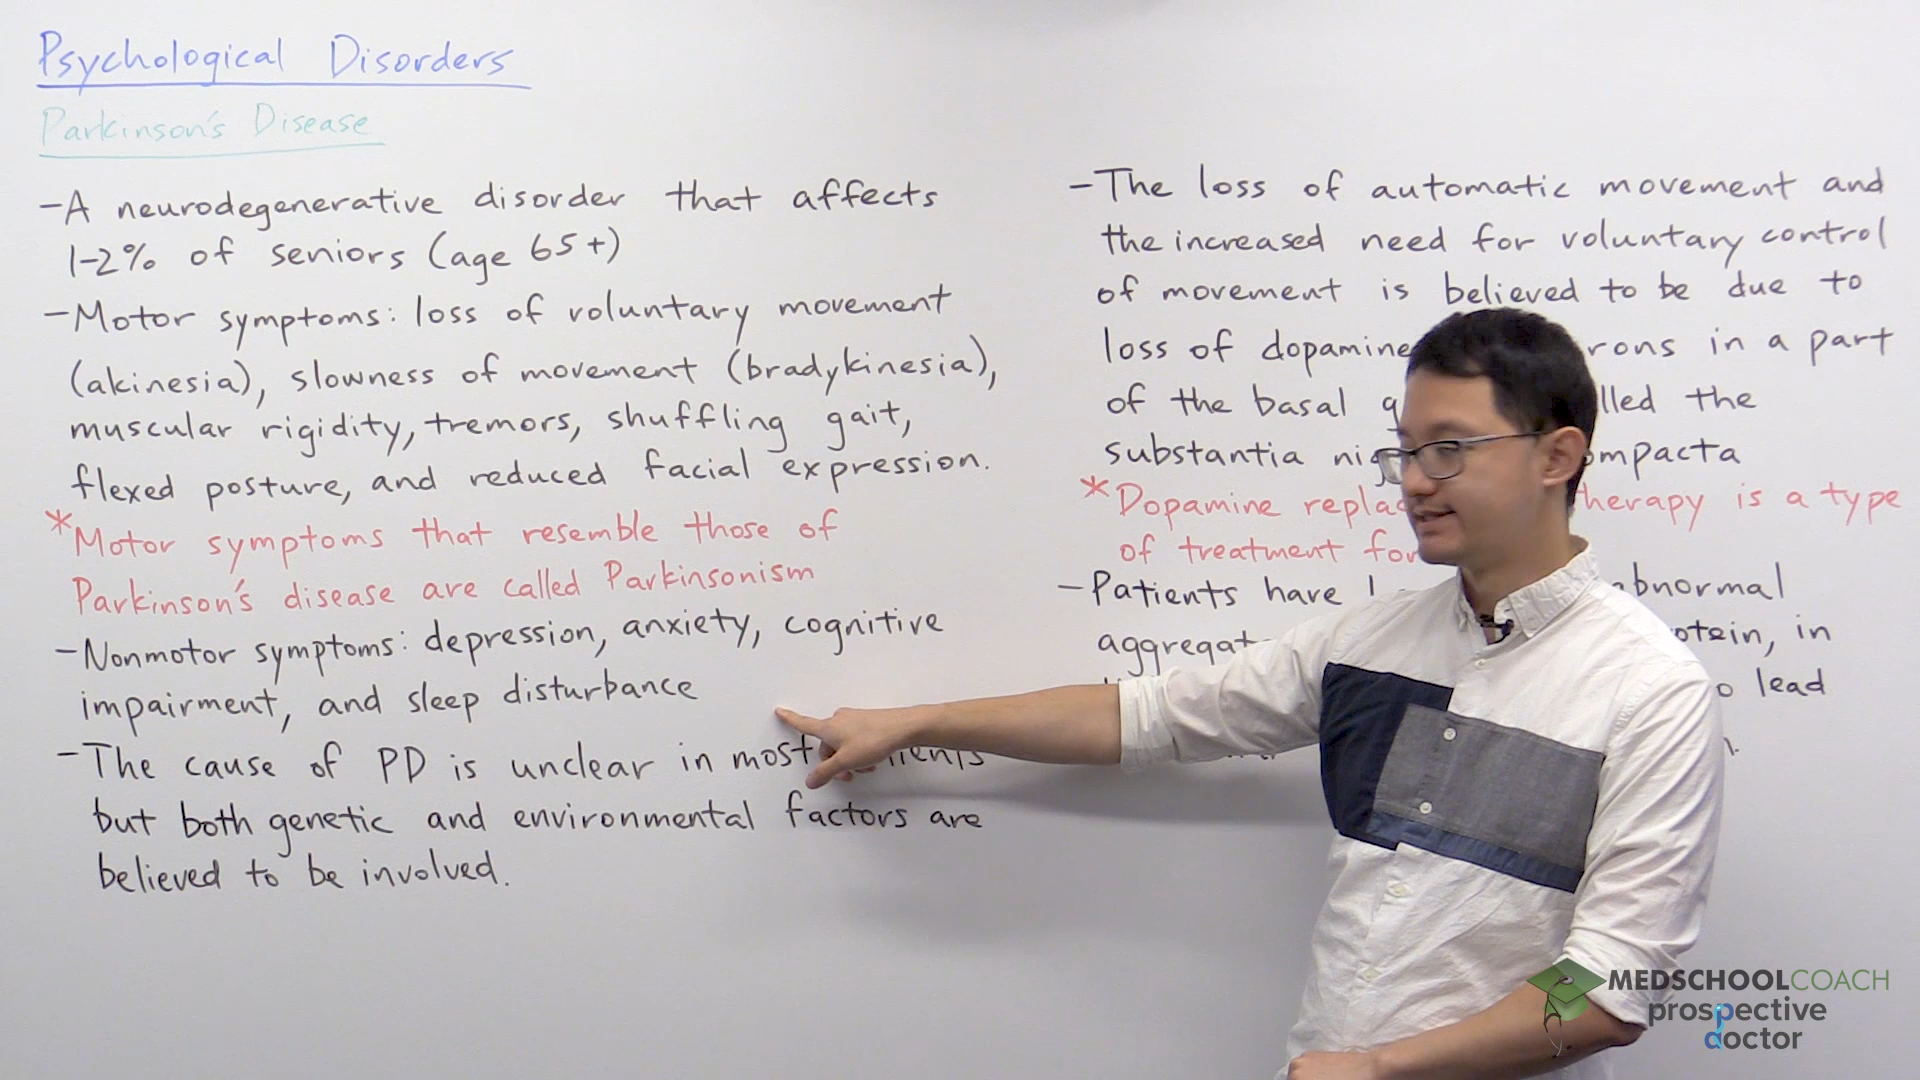 Psychological Disorders
Parkinson's Disease
-A neurodegenerative disorder that affects
1-2% of seniors (age 65+)
-Motor symptoms: loss of voluntary movement
(akinesia), slowness of movement (bradykinesia),
muscular rigidity, tremors, shuffling gait,
flexed posture, and reduced facial expression.
*Motor symptoms that resemble those of
Parkinson's disease are called Parkinsonism
-Nonmotor symptoms: depression, anxiety, cognitive
impairment, and sleep disturbance
-The cause of PD is unclear in most
but both genetic and environmental factors are
believed to be involved.
-The loss of automatic movement and
the increased need for voluntary control
of movement is believed to be due to
loss of dopamine in a part
of the basal the
substantia
*Dopamine is a type
of treatment
-Patients have
in
lead
MEDSCHOOLCOACH
prospective
doctor